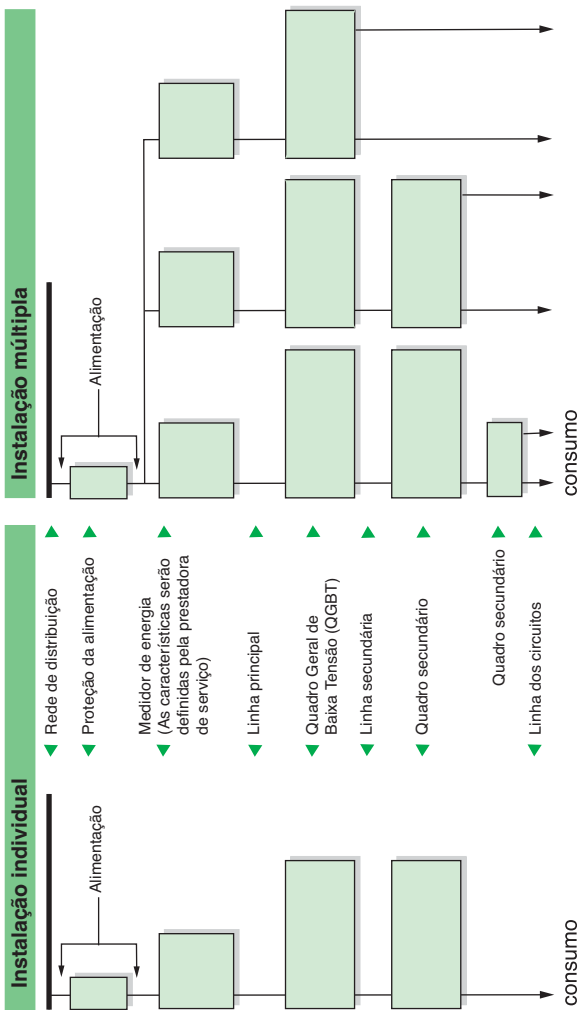 Instalação individual
Instalação múltipla
Alimentação
Alimentação
Rede de distribuição
Proteção da alimentação
Medidor de energia
(As características serão
definidas pela prestadora
de serviço)
Linha principal
Quadro Geral de
Baixa Tensão (QGBT)
Linha secundária
Quadro secundário
Quadro secundário
Linha dos circuitos
consumo
consumo